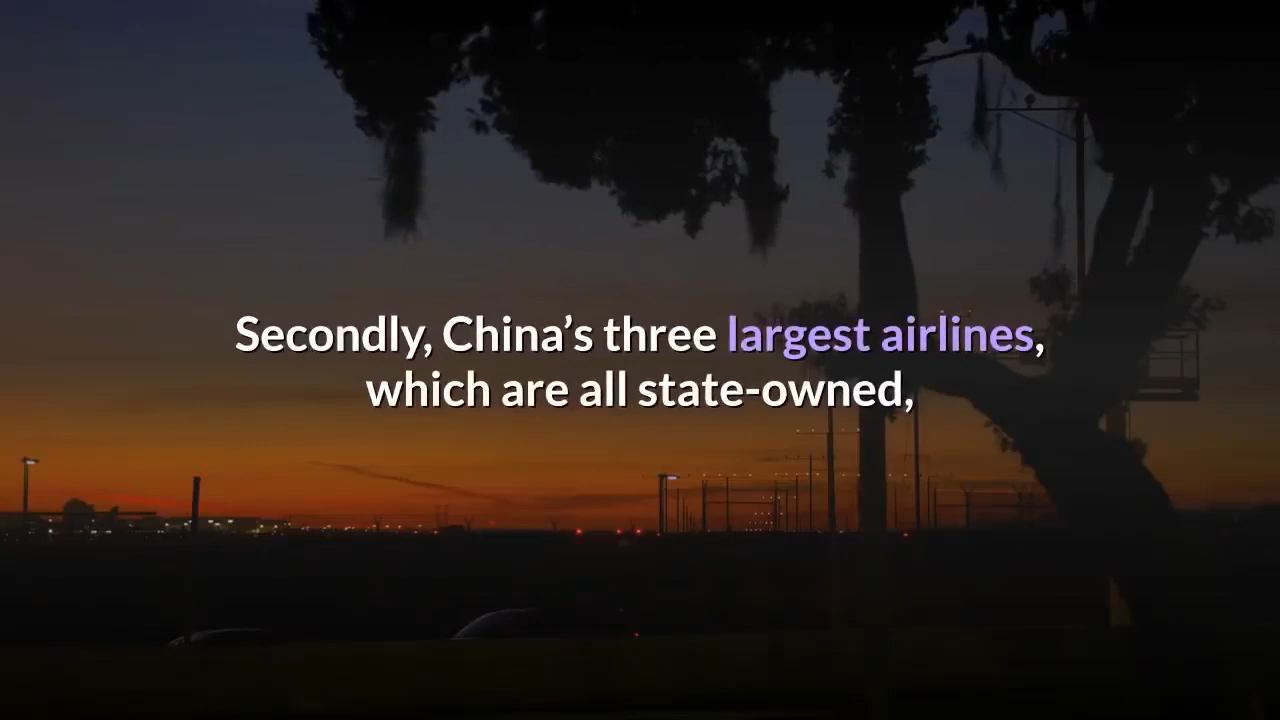 Secondly, China’s three largest airlines,
which are all state-owned,